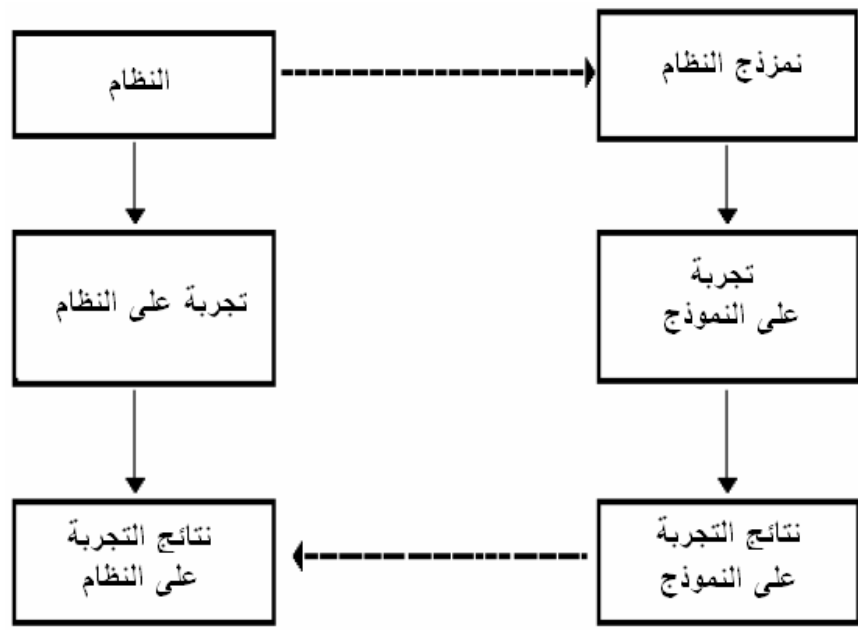 النظام
نمزذج النظام
تجربة على النظام
تجربة
على النموذج
نتائج التجربة
على النظام
نتائج التجربة
على النموذج